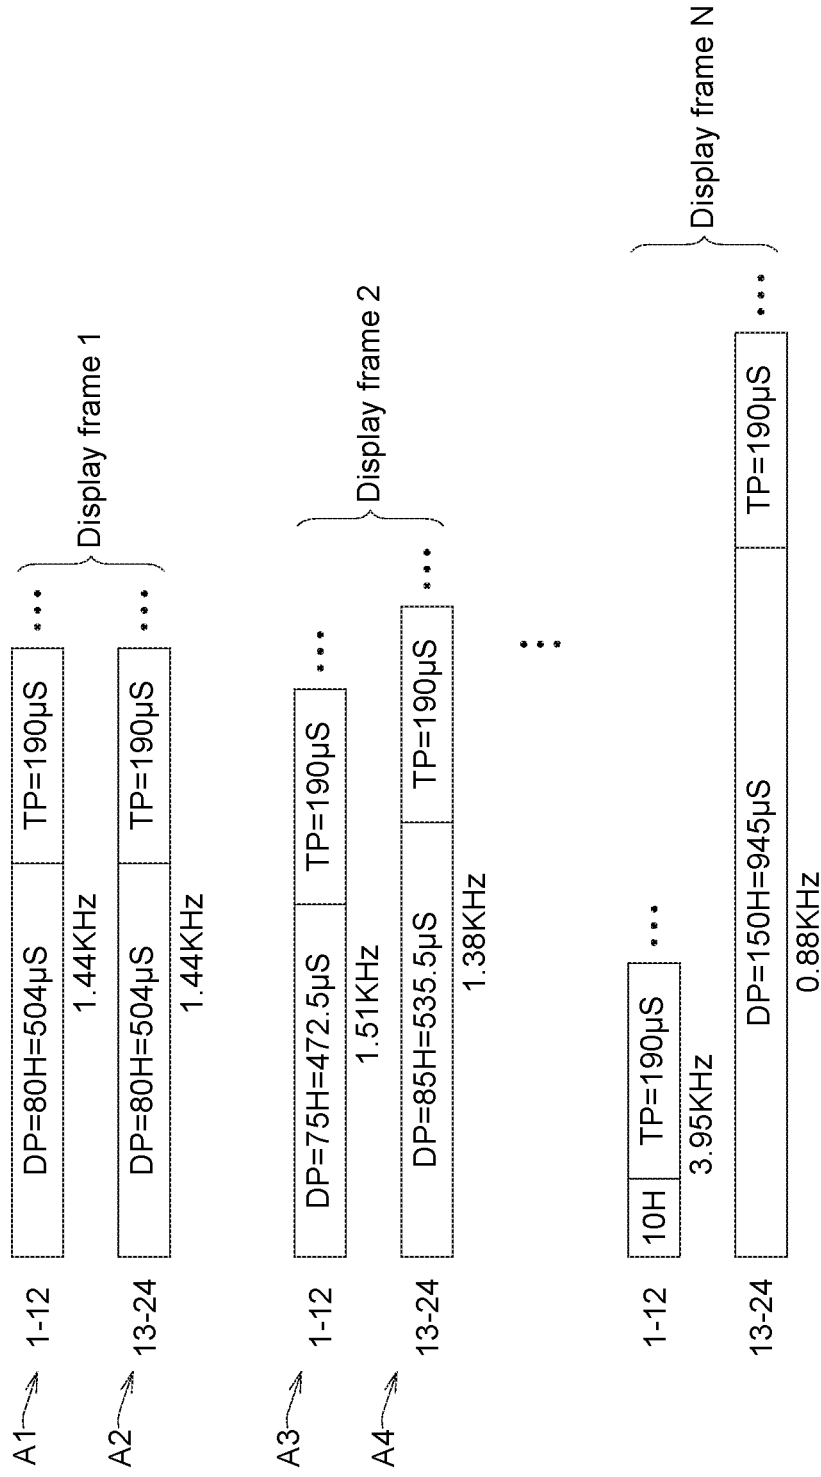 A1
1-12
DP=80H=504μS
TP=190μS
1.44KHz
A2
13-24
DP=80H=504μS
TP=190μS
1.44KHz
Display frame 1
A3
1-12
DP=75H=472.5μS
TP=190μS
1.51KHz
A4
13-24
DP=85H=535.5μS
TP=190μS
1.38KHz
Display frame 2
1-12
10H
TP=190μS
3.95KHz
13-24
DP=150H=945μS
TP=190μS
0.88KHz
Display frame N